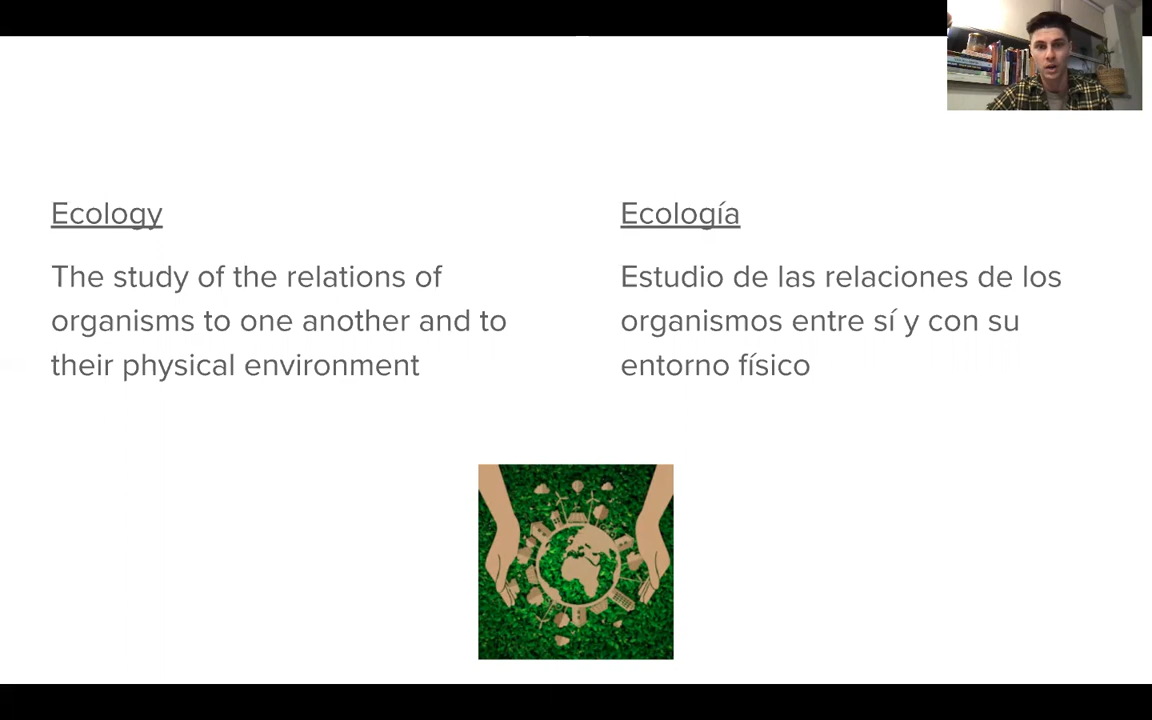 Ecology
The study of the relations of
organisms to one another and to
their physical environment
Ecología
Estudio de las relaciones de los
organismos entre sí y con su
entorno físico